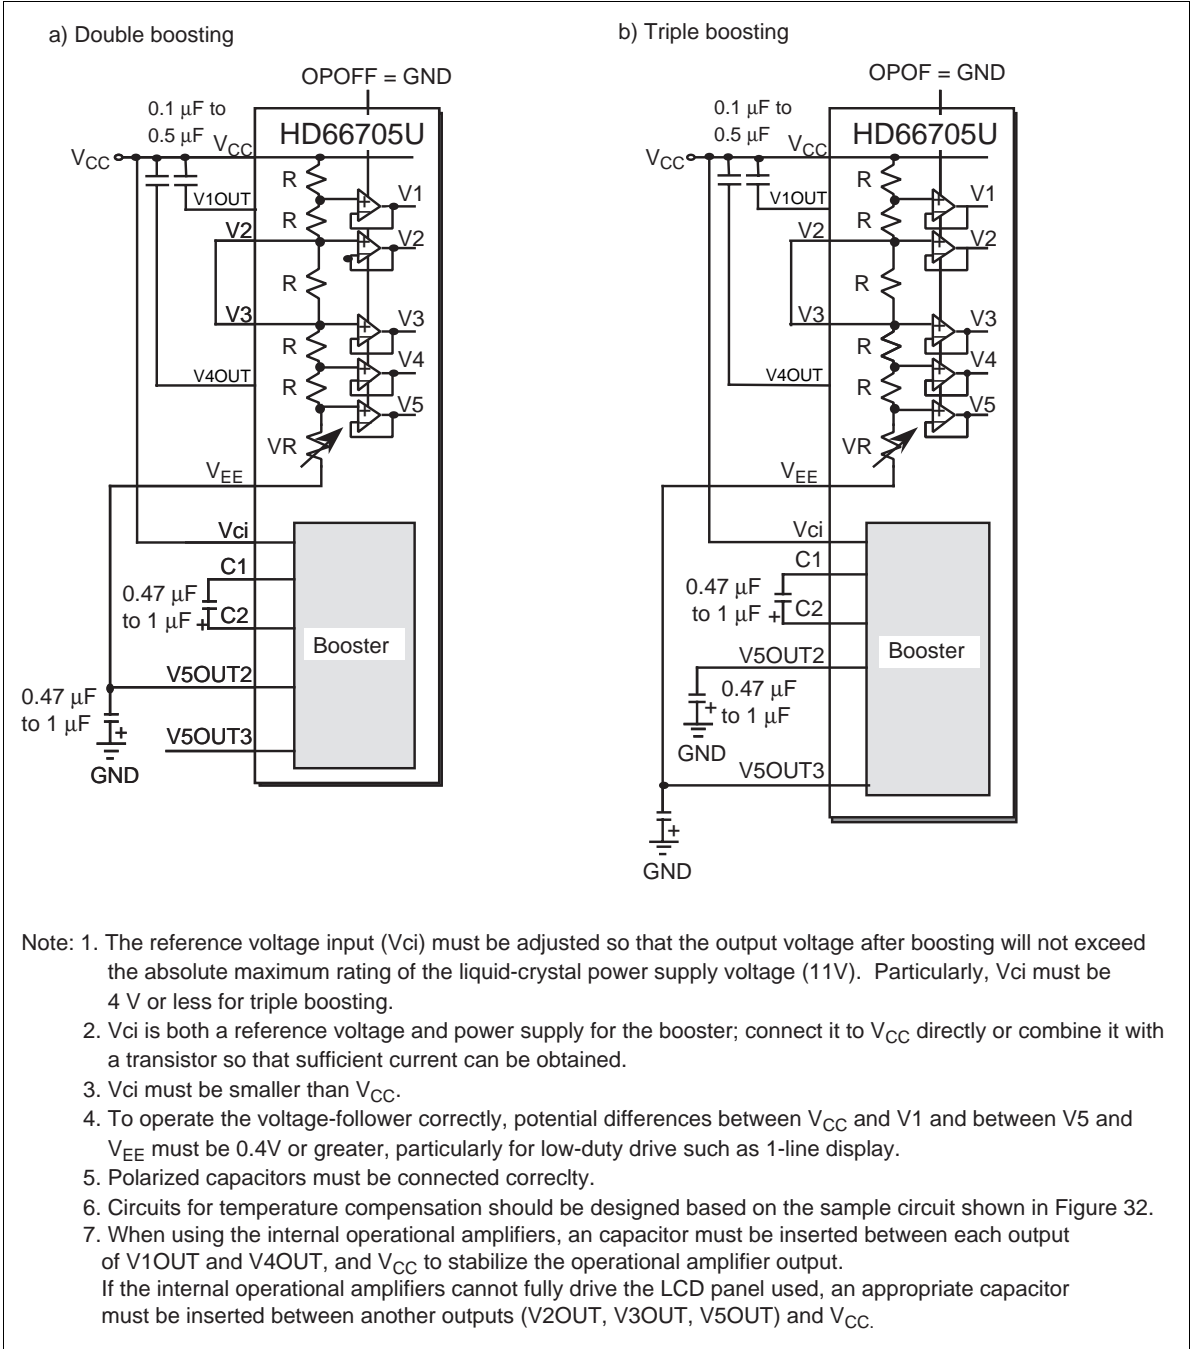 a) Double boosting
OPOFF = GND
0.1 μF to
0.5 μF
HD66705U
VCC
VCC
R
V1OUT
V1
R
V2
V2
R
V3
V3
R
V4
V4OUT
R
V5
VR
VEE
Vci
C1
0.47 μF
to 1 μF
+
C2
Booster
V5OUT2
0.47 μF
to 1 μF
+
V5OUT3
GND
b) Triple boosting
OPOF = GND
0.1 μF to
0.5 μF
HD66705U
VCC
VCC
R
V1OUT
V1
R
V2
V2
R
V3
V3
R
V4
V4OUT
R
V5
VR
VEE
Vci
C1
0.47 μF
to 1 μF
+
C2
Booster
V5OUT2
0.47 μF
+
to 1 μF
GND
V5OUT3
+
GND
Note: 1. The reference voltage input (Vci) must be adjusted so that the output voltage after boosting will not exceed
the absolute maximum rating of the liquid-crystal power supply voltage (11V). Particularly, Vci must be
4 V or less for triple boosting.
2. Vci is both a reference voltage and power supply for the booster; connect it to VCC directly or combine it with
a transistor so that sufficient current can be obtained.
3. Vci must be smaller than VCC.
4. To operate the voltage-follower correctly, potential differences between VCC and V1 and between V5 and
VEE must be 0.4V or greater, particularly for low-duty drive such as 1-line display.
5. Polarized capacitors must be connected correclty.
6. Circuits for temperature compensation should be designed based on the sample circuit shown in Figure 32.
7. When using the internal operational amplifiers, an capacitor must be inserted between each output
of V1OUT and V4OUT, and VCC to stabilize the operational amplifier output.
If the internal operational amplifiers cannot fully drive the LCD panel used, an appropriate capacitor
must be inserted between another outputs (V2OUT, V3OUT, V5OUT) and VCC.